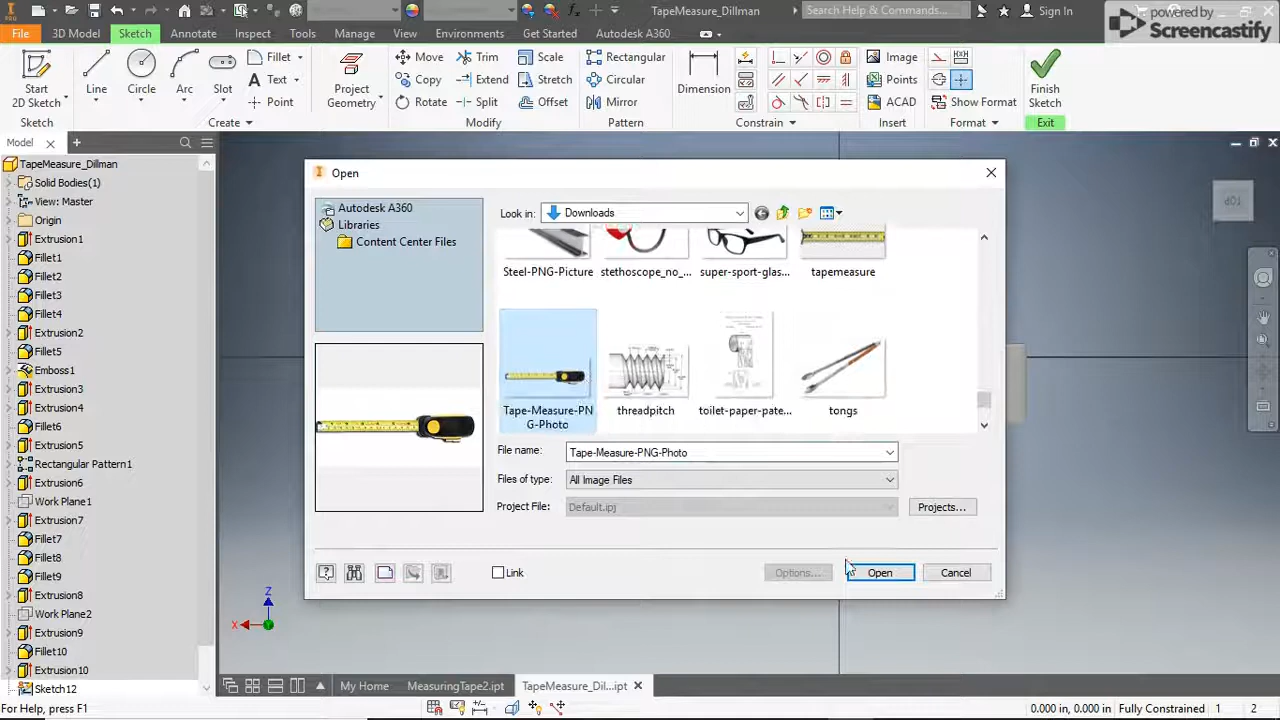 TapeMeasure_Dillman
Search Help & Commands...
Sign In
powered by
Screencastify
File
3D Model
Sketch
Annotate
Inspect
Tools
Manage
View
Environments
Get Started
Autodesk A360
Start
2D Sketch
Line
Circle
Arc
Slot
Fillet
Text
Point
Project
Geometry
Move
Copy
Rotate
Trim
Extend
Split
Scale
Stretch
Offset
Rectangular
Circular
Mirror
Dimension
Image
Points
ACAD
Show Format
Finish
Sketch
Sketch
Create
Modify
Pattern
Constrain
Insert
Format
Exit
Model
TapeMeasure_Dillman
Solid Bodies(1)
View: Master
Origin
Extrusion1
Fillet1
Fillet2
Fillet3
Fillet4
Extrusion2
Fillet5
Emboss1
Extrusion3
Extrusion4
Fillet6
Extrusion5
Rectangular Pattern1
Extrusion6
Work Plane1
Extrusion7
Fillet7
Fillet8
Fillet9
Extrusion8
Work Plane2
Extrusion9
Fillet10
Extrusion10
Sketch12
Open
Autodesk A360
Libraries
Content Center Files
Look in:
Downloads
Steel-PNG-Picture
stethoscope_no_...
super-sport-glas...
tapemeasure
Tape-Measure-PN
G-Photo
threadpitch
toilet-paper-pate...
tongs
File name:
Tape-Measure-PNG-Photo
Files of type:
All Image Files
Project File:
Default.ipj
Projects...
Link
Options...
Open
Cancel
TOP
Z
X
My Home
MeasuringTape2.ipt
TapeMeasure_Dil...ipt
For Help, press F1
0.000 in, 0.000 in
Fully Constrained
1
2